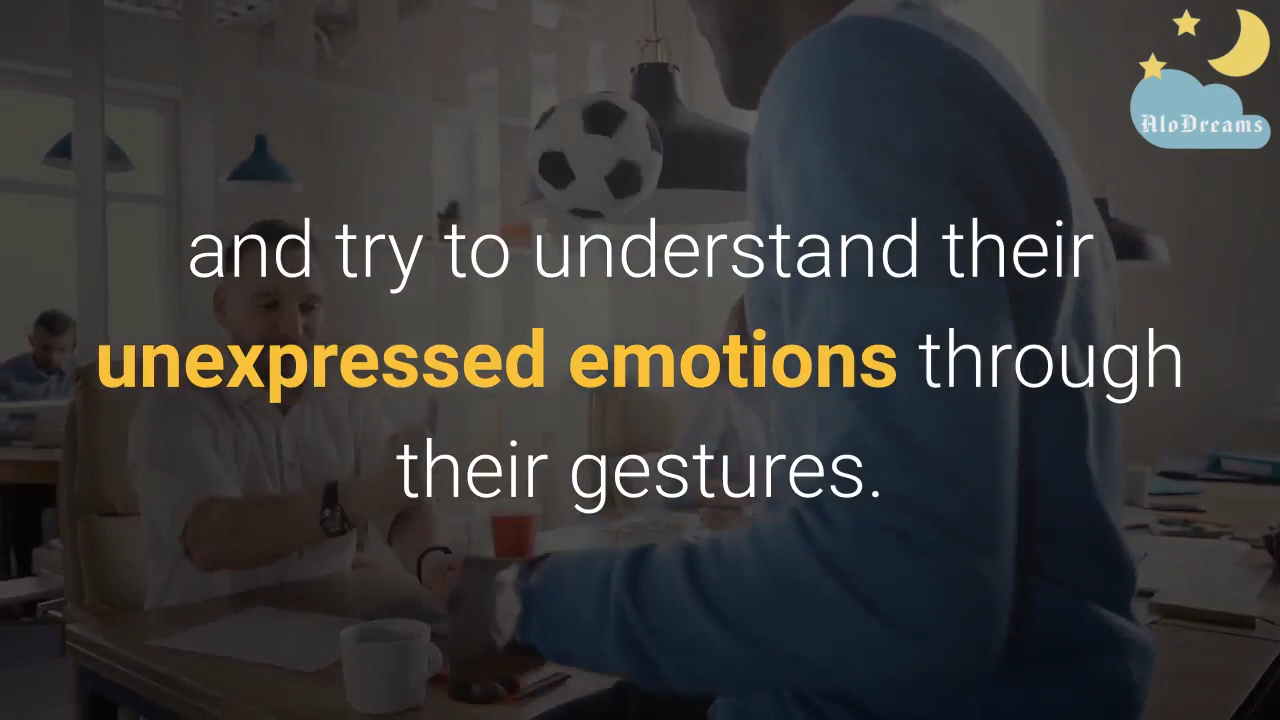 AloDreams
and try to understand their
unexpressed emotions through
their gestures.